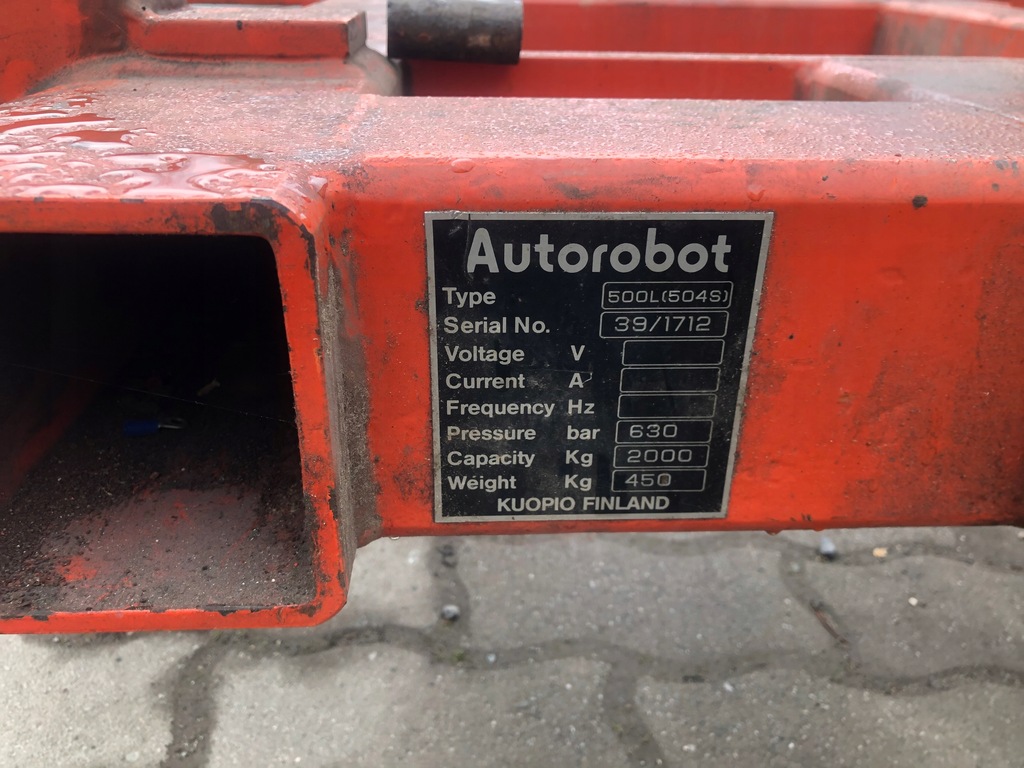 Autorobot
Type 500L(504S)
Serial No. 39/1712
Voltage V
Current A
Frequency Hz
Pressure bar 630
Capacity Kg 2000
Weight Kg 450
KUOPIO FINLAND